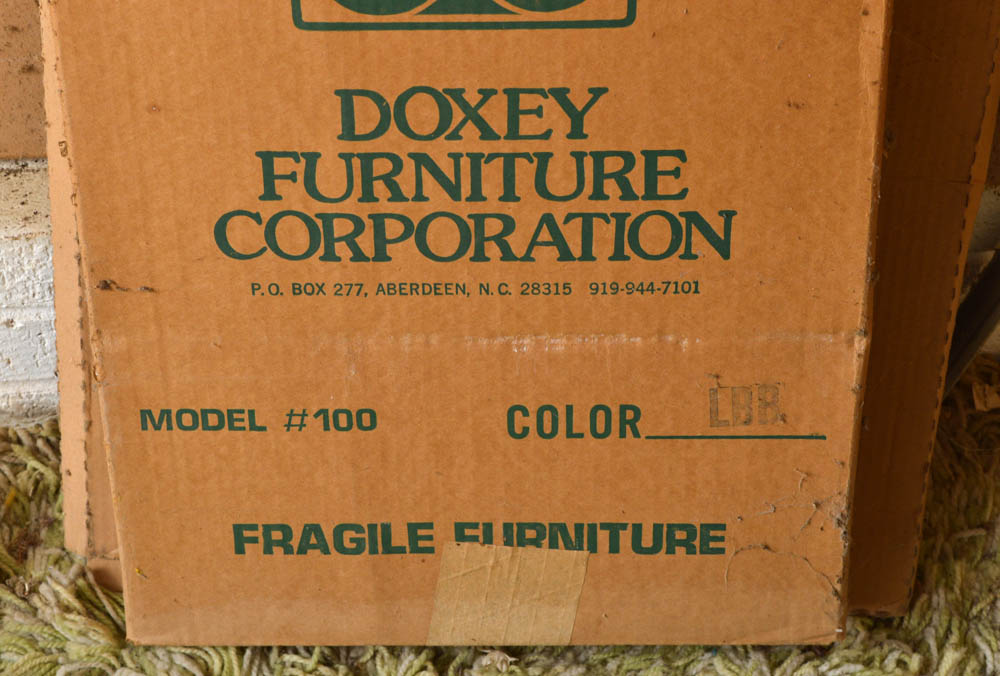 DOXEY
FURNITURE
CORPORATION
P.O. BOX 277, ABERDEEN, N.C. 28315 919-944-7101
MODEL #100 COLOR LBB
FRAGILE FURNITURE